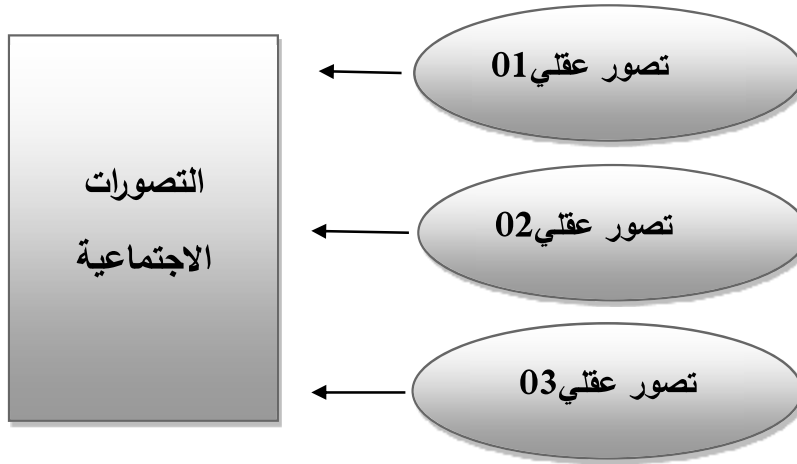 تصور عقلي01
تصور عقلي02
تصور عقلي03
التصورات
الاجتماعية